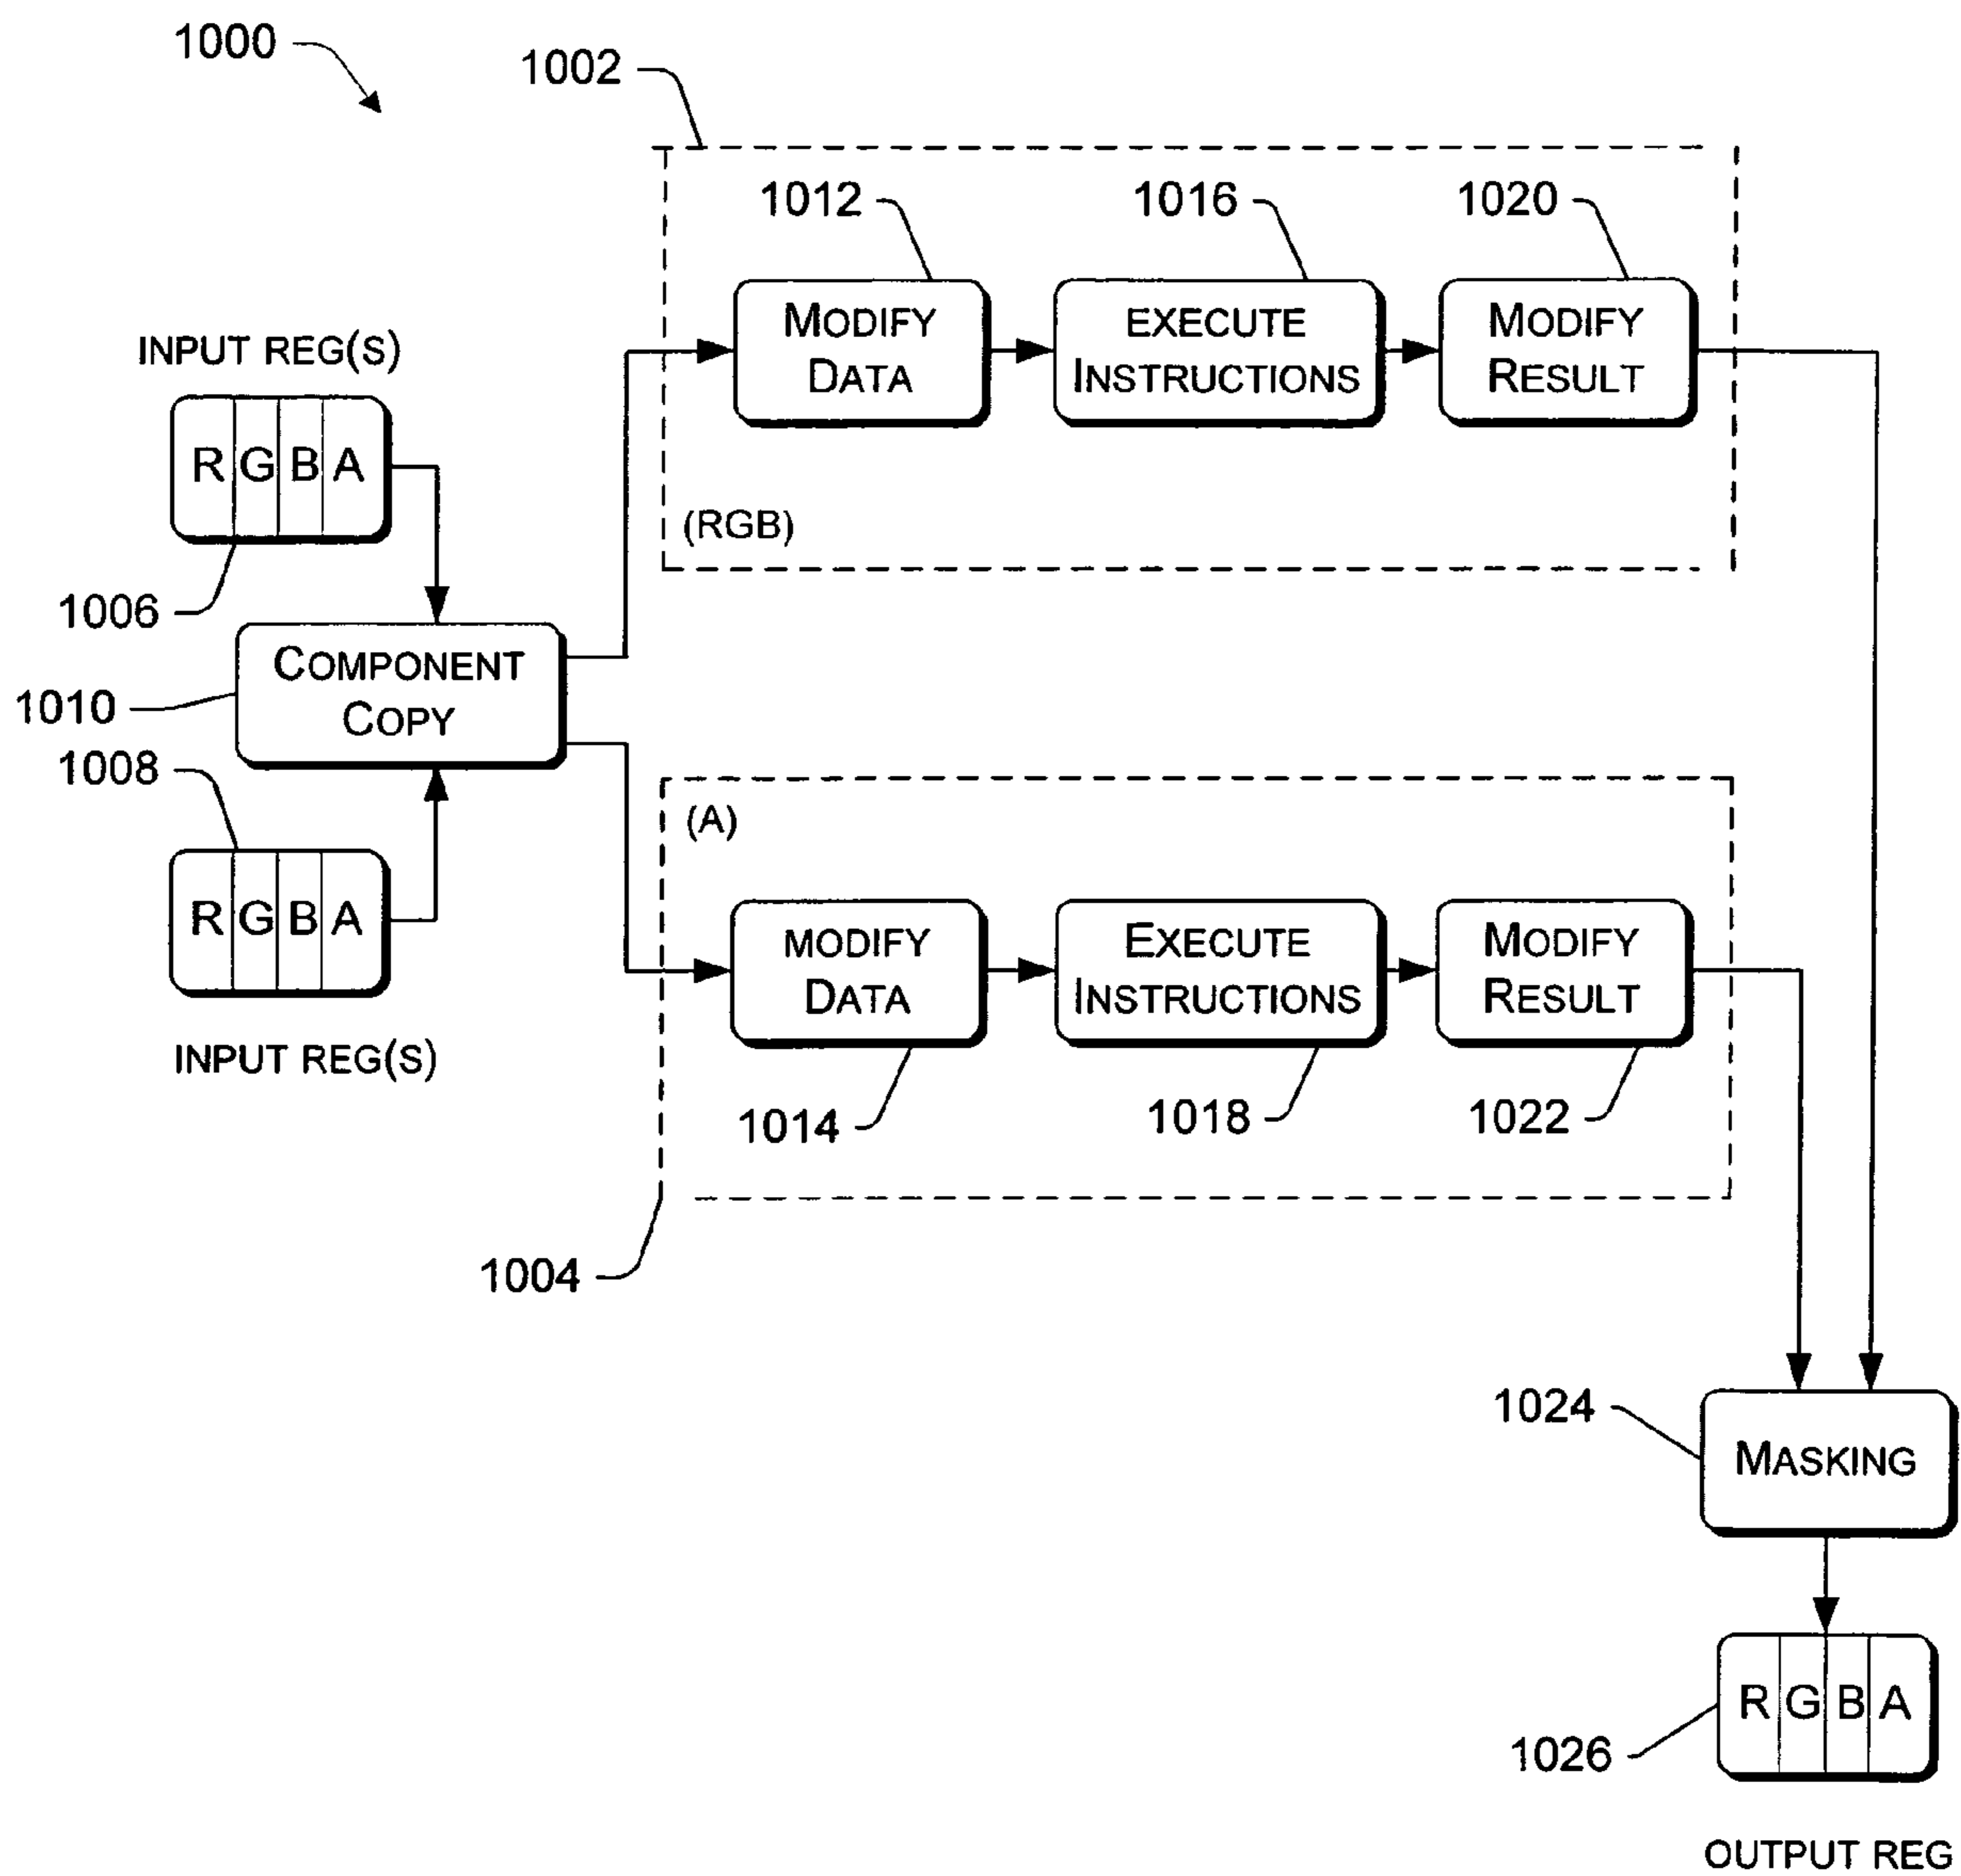 1000
1002
1012
1016
1020
MODIFY
DATA
EXECUTE
INSTRUCTIONS
MODIFY
RESULT
(RGB)
INPUT REG(S)
R G B A
1006
COMPONENT
COPY
1010
1008
R G B A
INPUT REG(S)
(A)
MODIFY
DATA
EXECUTE
INSTRUCTIONS
MODIFY
RESULT
1014
1018
1022
1004
1024
MASKING
R G B A
1026
OUTPUT REG